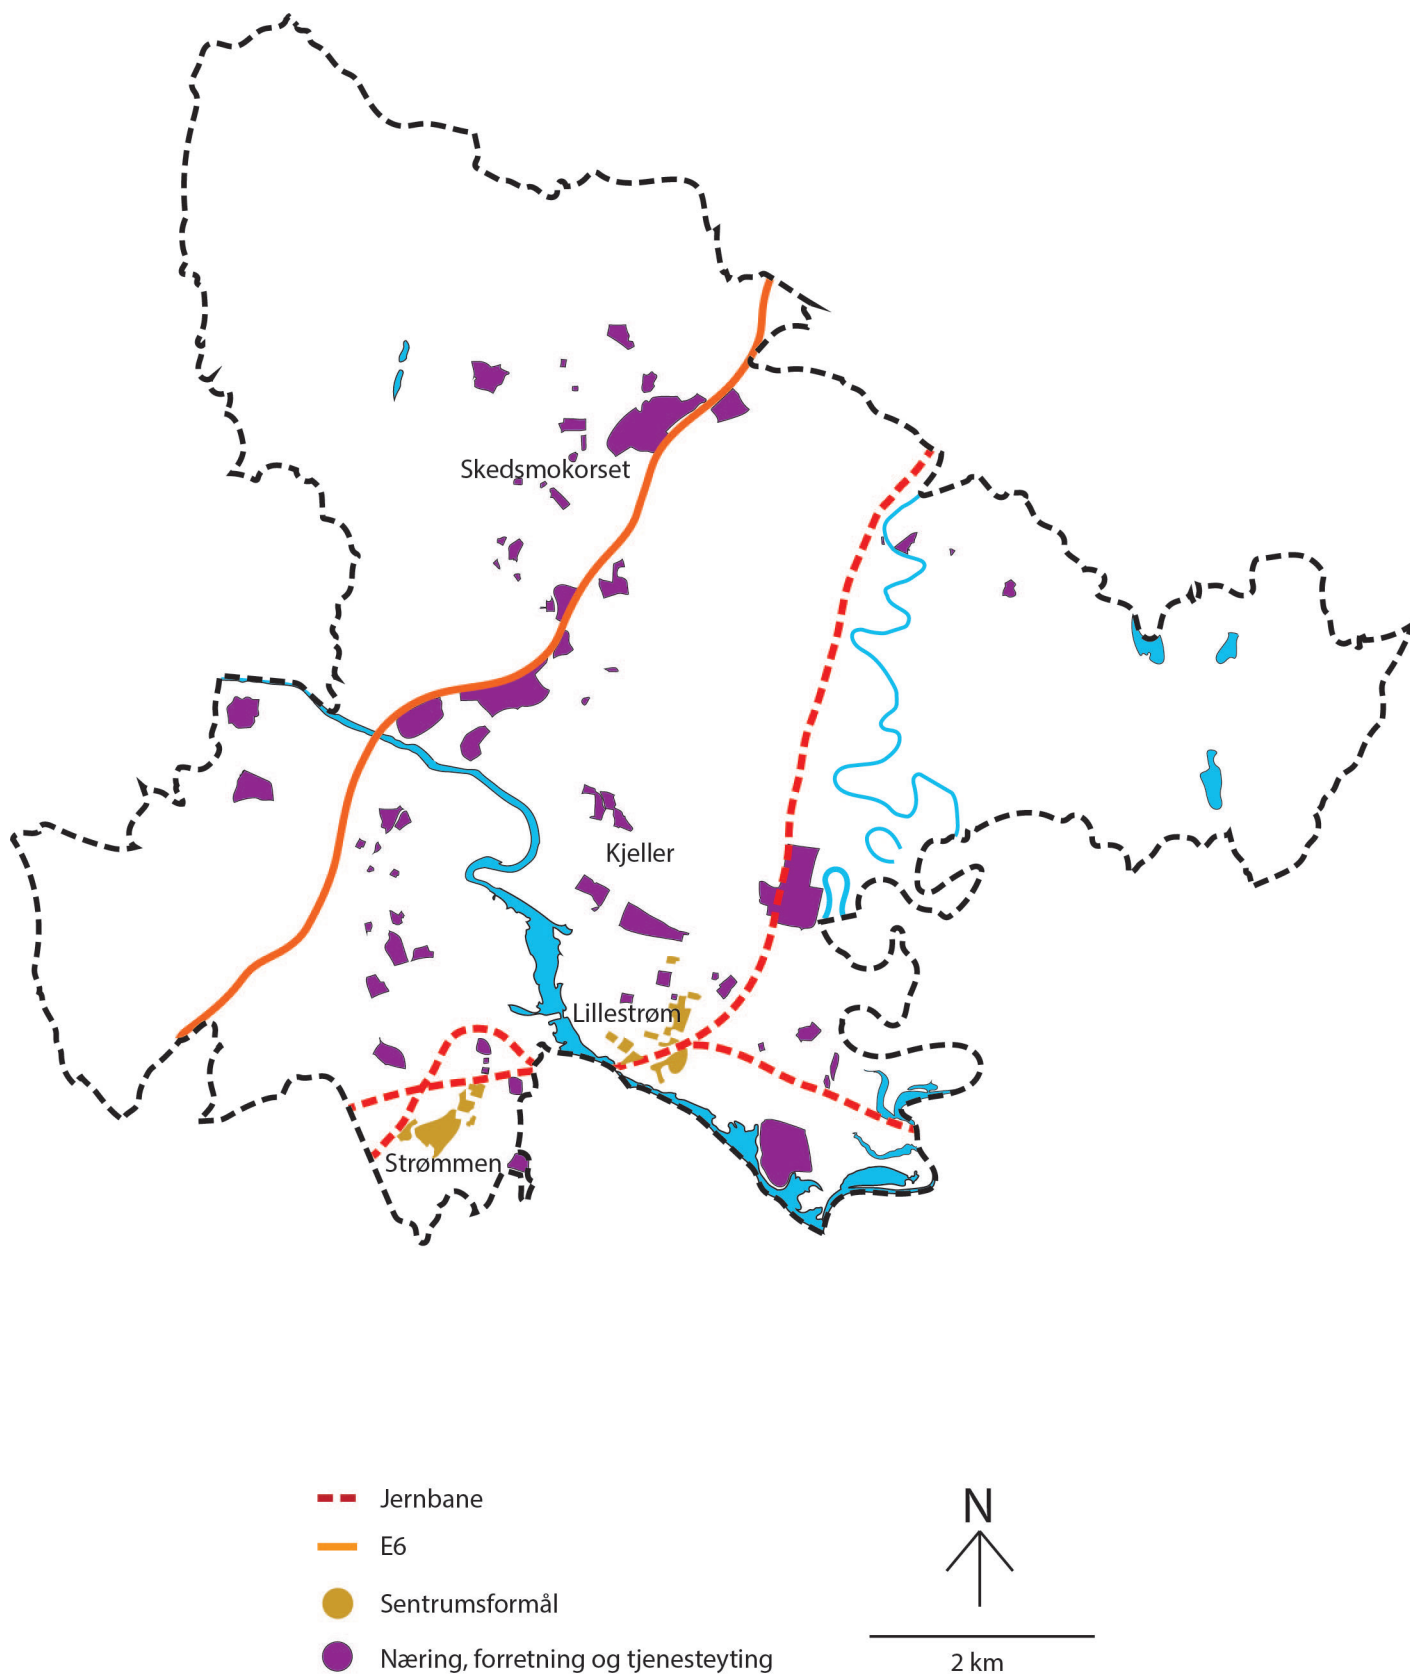 Skedsmokorset
Kjeller
Lillestrøm
Strømmen
Jernbane
E6
Sentrumsformål
Næring, forretning og tjenesteyting
N
2 km